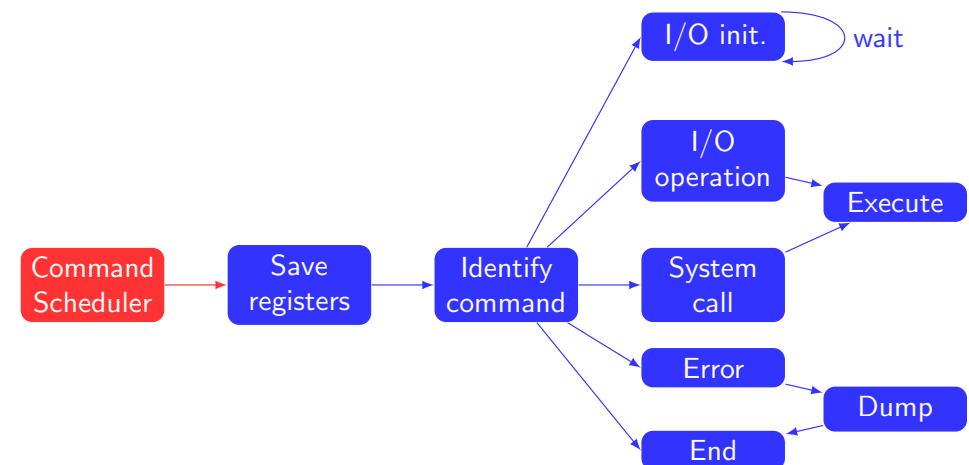 I/O init.
wait
I/O
operation
Execute
Command
Scheduler
Save
registers
Identify
command
System
call
Error
Dump
End